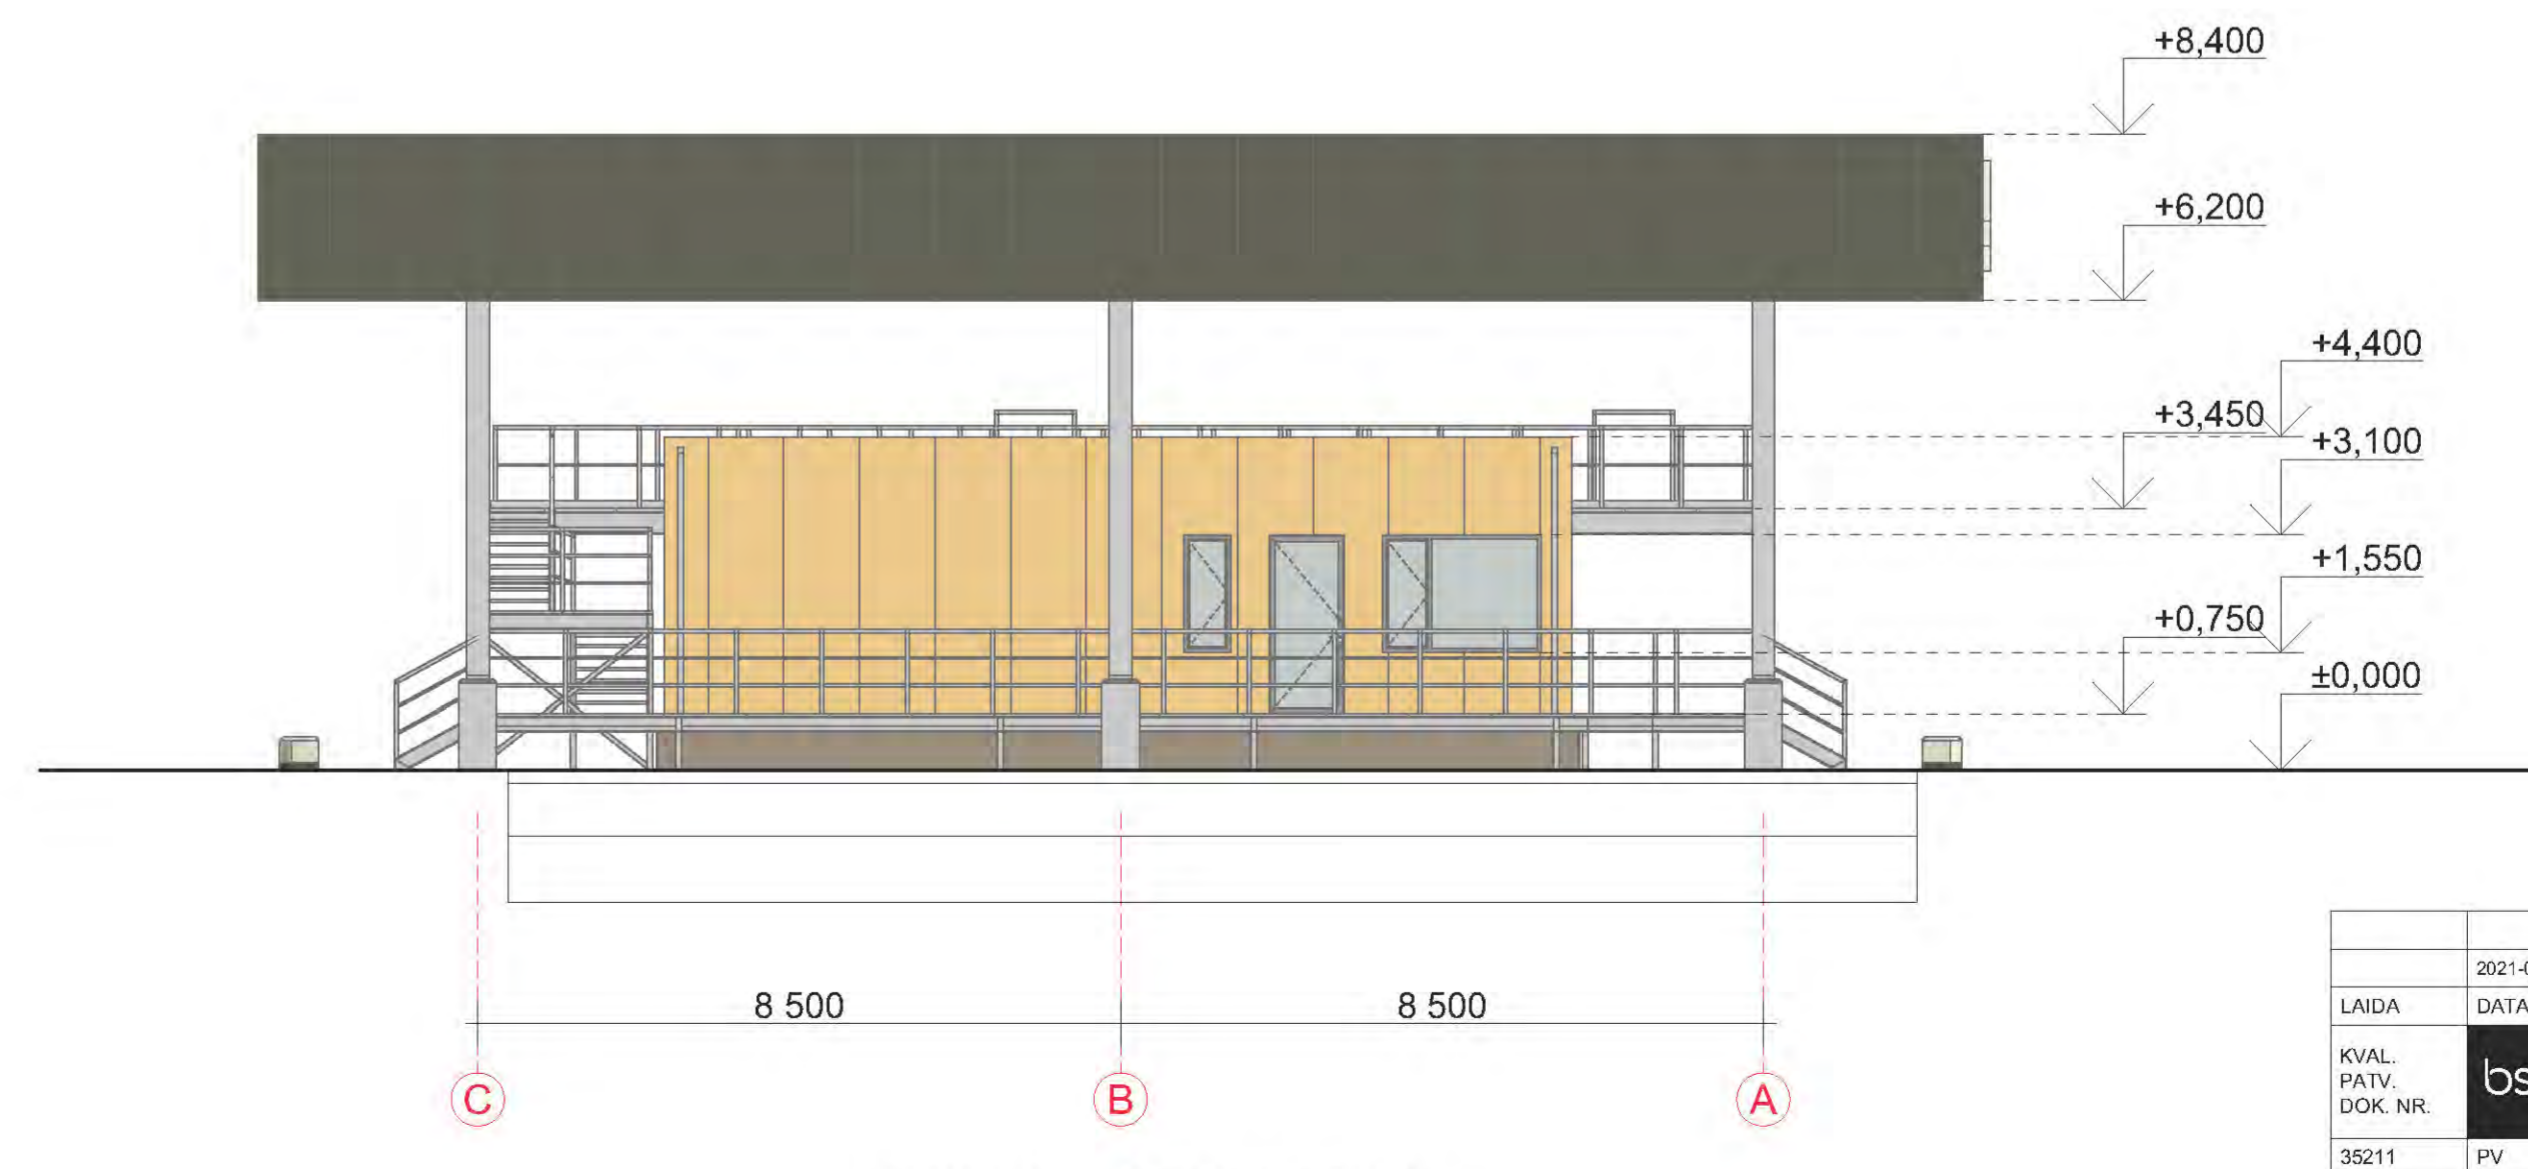 +8,400
+6,200
+4,400
+3,450
+3,100
+1,550
+0,750
±0,000
8 500
8 500
C
B
A
LAIDA
DATA
KVAL.
PATV.
DOK. NR.
bs
35211
PV